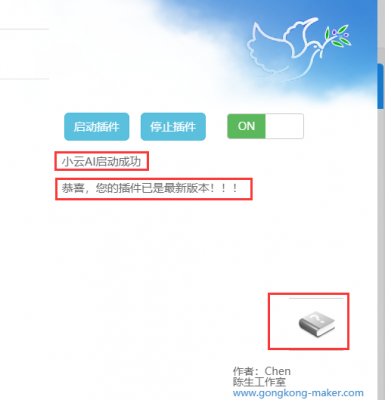 启动插件 停止插件 ON
小云AI启动成功
恭喜，您的插件已是最新版本！！！
作者：Chen
陈生工作室
www.gongkong-maker.com